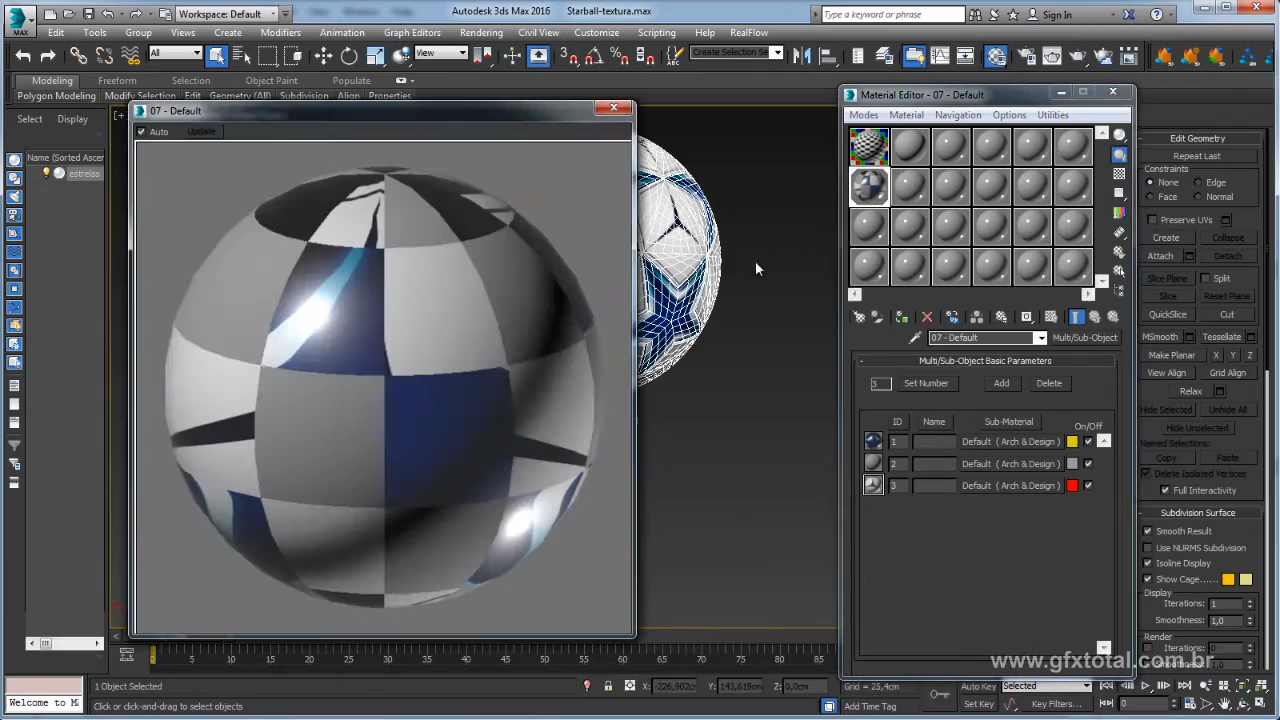 Workspace: Default
Autodesk 3ds Max 2016 Starball-textura.max
Type a keyword or phrase
Sign In
MAX
Edit Tools Group Views Create Modifiers Animation Graph Editors Rendering Civil View Customize Scripting Help RealFlow
All
View
Create Selection Se
Modeling Freeform Selection Object Paint Populate
Polygon Modeling Modify Selection Edit Geometry (All) Subdivision Align Properties
Select Display
Name (Sorted Ascen
estrelas
[+]
07 - Default
Auto Update
Material Editor - 07 - Default
Modes Material Navigation Options Utilities
07 - Default Multi/Sub-Object
Multi/Sub-Object Basic Parameters
3 Set Number Add Delete
ID Name Sub-Material On/Off
1 Default ( Arch & Design )
2 Default ( Arch & Design )
3 Default ( Arch & Design )
Edit Geometry
Repeat Last
Constraints
None Edge
Face Normal
Preserve UVs
Create Collapse
Attach Detach
Slice Plane Split
Slice Reset Plane
QuickSlice Cut
MSmooth Tessellate
Make Planar X Y Z
View Align Grid Align
Relax
Hide Selected Unhide All
Hide Unselected
Named Selections:
Copy Paste
Delete Isolated Vertices
Full Interactivity
Subdivision Surface
Smooth Result
Use NURMS Subdivision
Isoline Display
Show Cage......
Display
Iterations: 1
Smoothness: 1,0
Render
Iterations: 0
Smoothness: 1,0
www.gfxtotal.com.br
0 5 10 15 20 25 30 35 40 45 50 55 60 65 70 75 80 85
1 Object Selected
X: -226,902cm Y: 143,619cm Z: 0,0cm
Grid = 25,4cm
Auto Key Selected
Welcome to M
Click or click-and-drag to select objects
Add Time Tag
Set Key Key Filters...
0